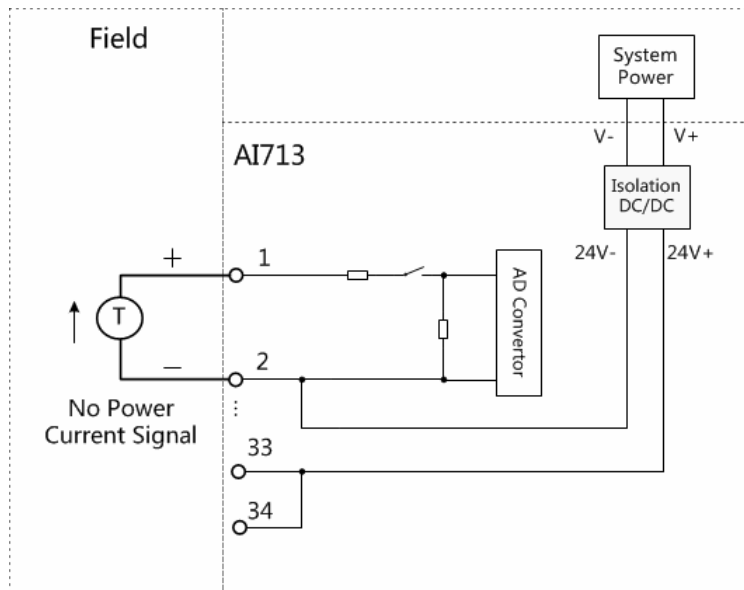 Field
System
Power
V-
V+
AI713
Isolation
DC/DC
24V-
24V+
+
1
AD Convertor
T
—
2
No Power
Current Signal
⋮
33
34